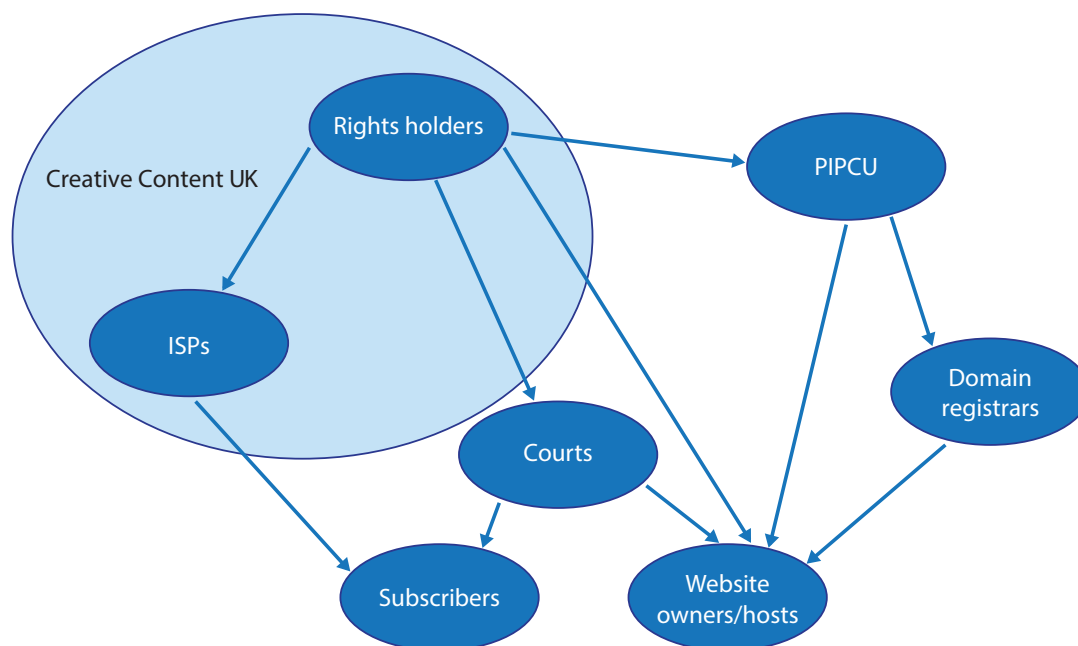 Rights holders
PIPCU
Creative Content UK
ISPs
Domain
registrars
Courts
Subscribers
Website
owners/hosts